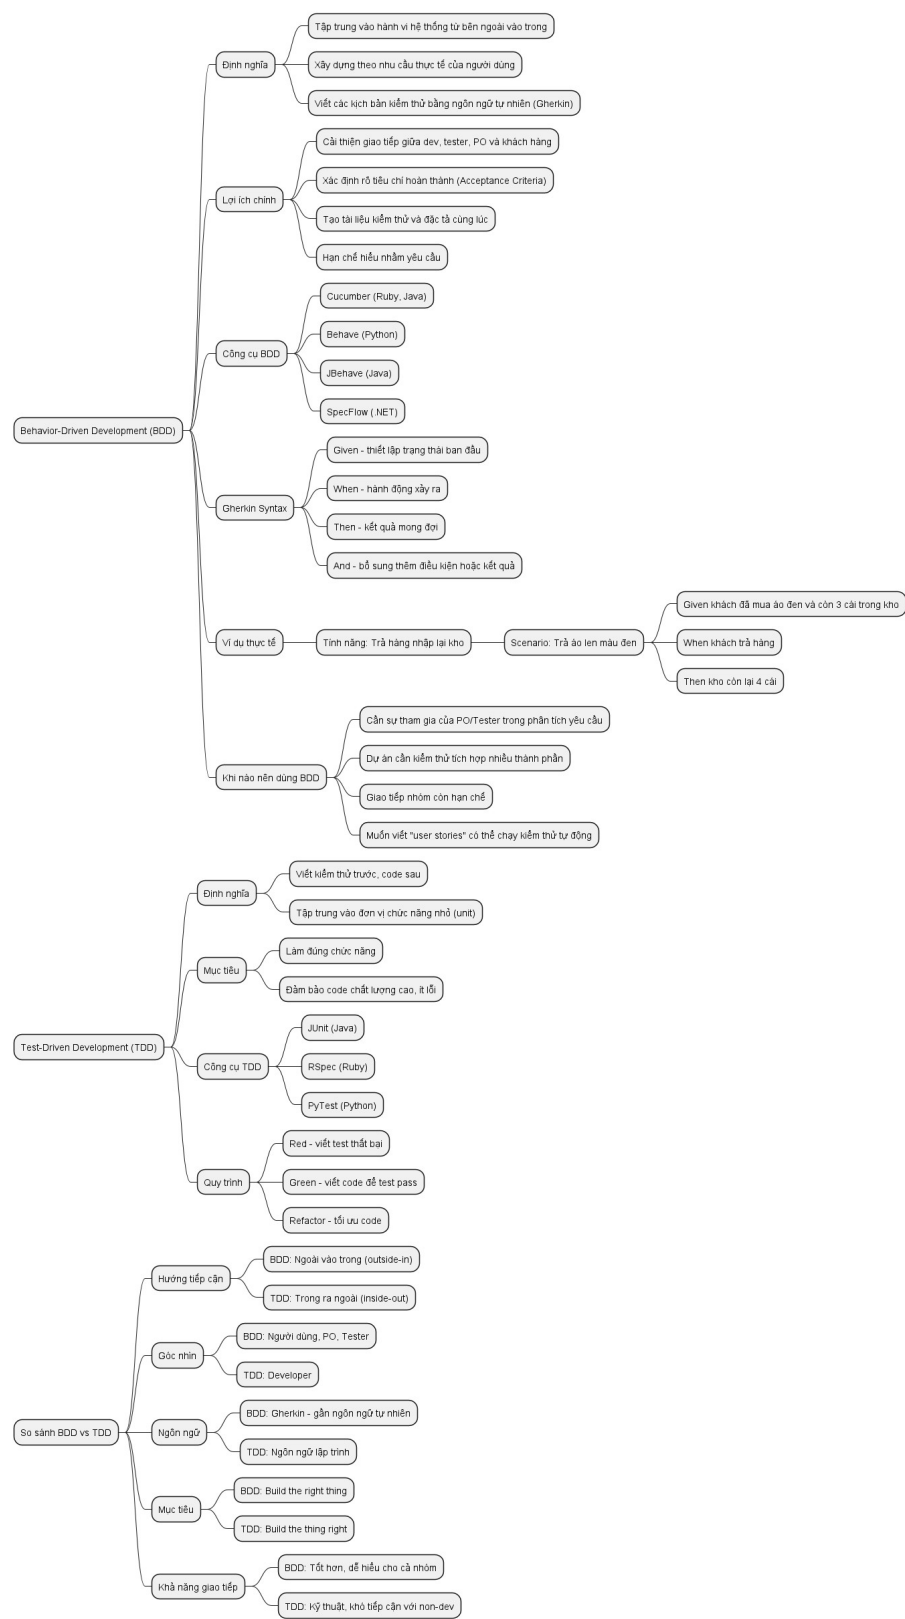 Behavior-Driven Development (BDD)
Định nghĩa
Tập trung vào hành vi hệ thống từ bên ngoài vào trong
Xây dựng theo nhu cầu thực tế của người dùng
Viết các kịch bản kiểm thử bằng ngôn ngữ tự nhiên (Gherkin)
Lợi ích chính
Cải thiện giao tiếp giữa dev, tester, PO và khách hàng
Xác định rõ tiêu chí hoàn thành (Acceptance Criteria)
Tạo tài liệu kiểm thử và đặc tả cùng lúc
Hạn chế hiểu nhầm yêu cầu
Công cụ BDD
Cucumber (Ruby, Java)
Behave (Python)
JBehave (Java)
SpecFlow (.NET)
Gherkin Syntax
Given - thiết lập trạng thái ban đầu
When - hành động xảy ra
Then - kết quả mong đợi
And - bổ sung thêm điều kiện hoặc kết quả
Ví dụ thực tế
Tính năng: Trả hàng nhập lại kho
Scenario: Trả áo len màu đen
Given khách đã mua áo đen và còn 3 cái trong kho
When khách trả hàng
Then kho còn lại 4 cái
Khi nào nên dùng BDD
Cần sự tham gia của PO/Tester trong phân tích yêu cầu
Dự án cần kiểm thử tích hợp nhiều thành phần
Giao tiếp nhóm còn hạn chế
Muốn viết "user stories" có thể chạy kiểm thử tự động
Test-Driven Development (TDD)
Định nghĩa
Viết kiểm thử trước, code sau
Tập trung vào đơn vị chức năng nhỏ (unit)
Mục tiêu
Làm đúng chức năng
Đảm bảo code chất lượng cao, ít lỗi
Công cụ TDD
JUnit (Java)
RSpec (Ruby)
PyTest (Python)
Quy trình
Red - viết test thất bại
Green - viết code để test pass
Refactor - tối ưu code
So sánh BDD vs TDD
Hướng tiếp cận
BDD: Ngoài vào trong (outside-in)
TDD: Trong ra ngoài (inside-out)
Góc nhìn
BDD: Người dùng, PO, Tester
TDD: Developer
Ngôn ngữ
BDD: Gherkin - gần ngôn ngữ tự nhiên
TDD: Ngôn ngữ lập trình
Mục tiêu
BDD: Build the right thing
TDD: Build the thing right
Khả năng giao tiếp
BDD: Tốt hơn, dễ hiểu cho cả nhóm
TDD: Kỹ thuật, khó tiếp cận với non-dev